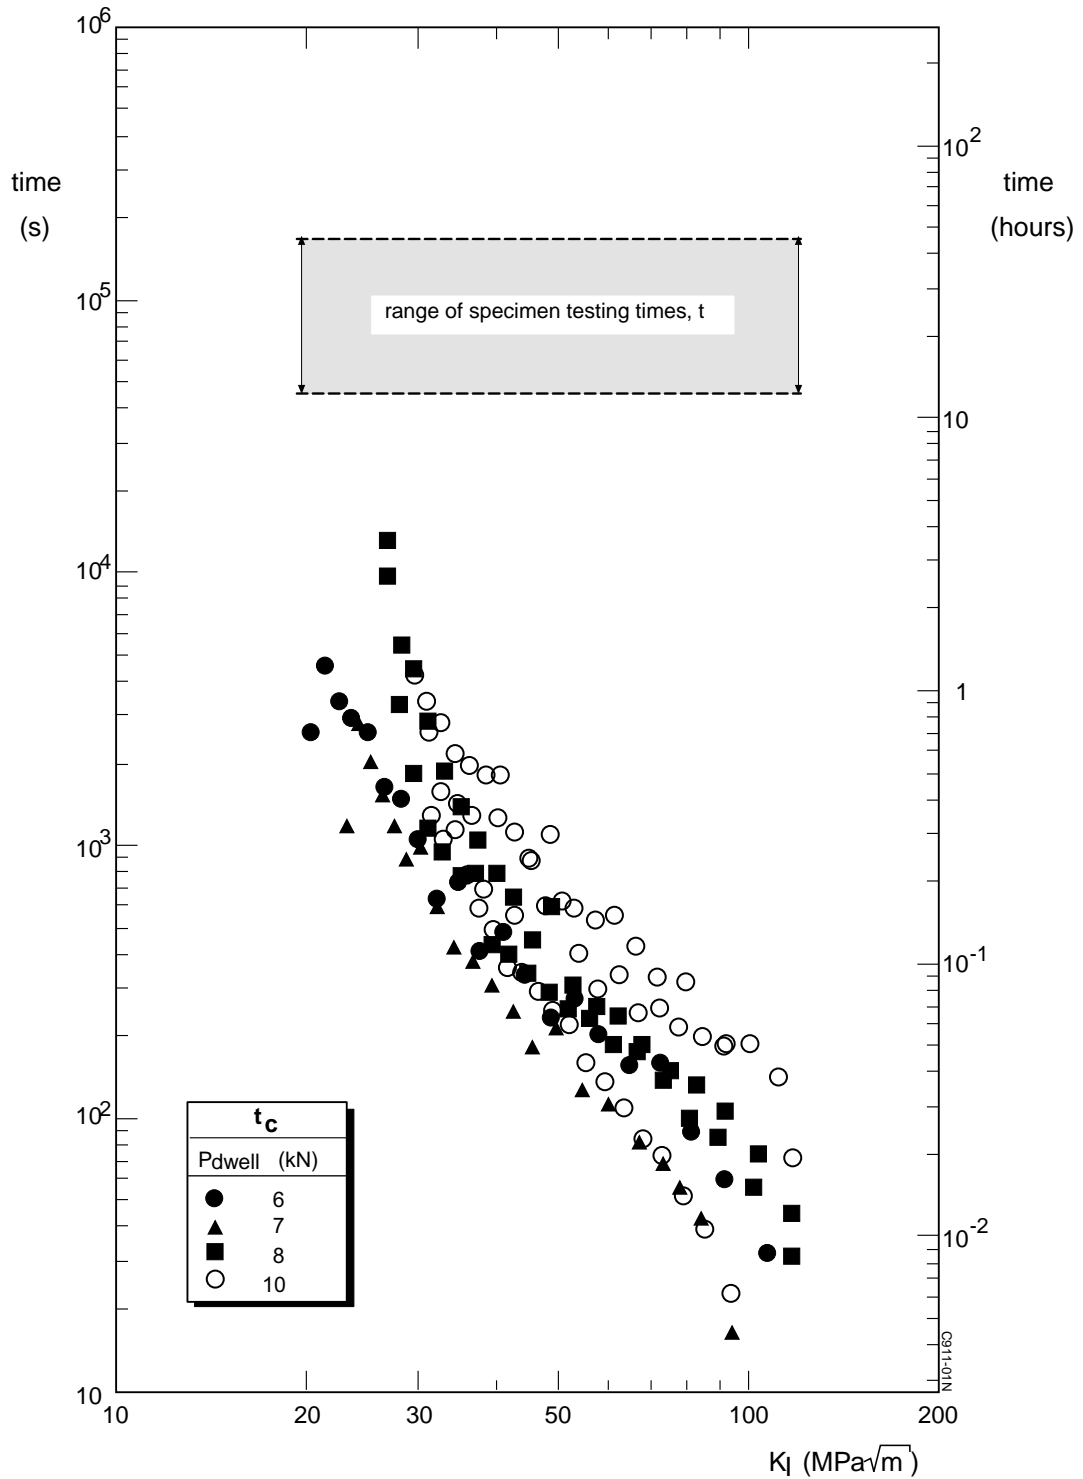 10^6
time
(s)
10^5
10^4
10^3
10^2
10
10^2
time
(hours)
10
1
10^-1
10^-2
range of specimen testing times, t
t_c
Pdwell (kN)
6
7
8
10
C911-01N
10 20 30 50 100 200
K_I (MPa√m)